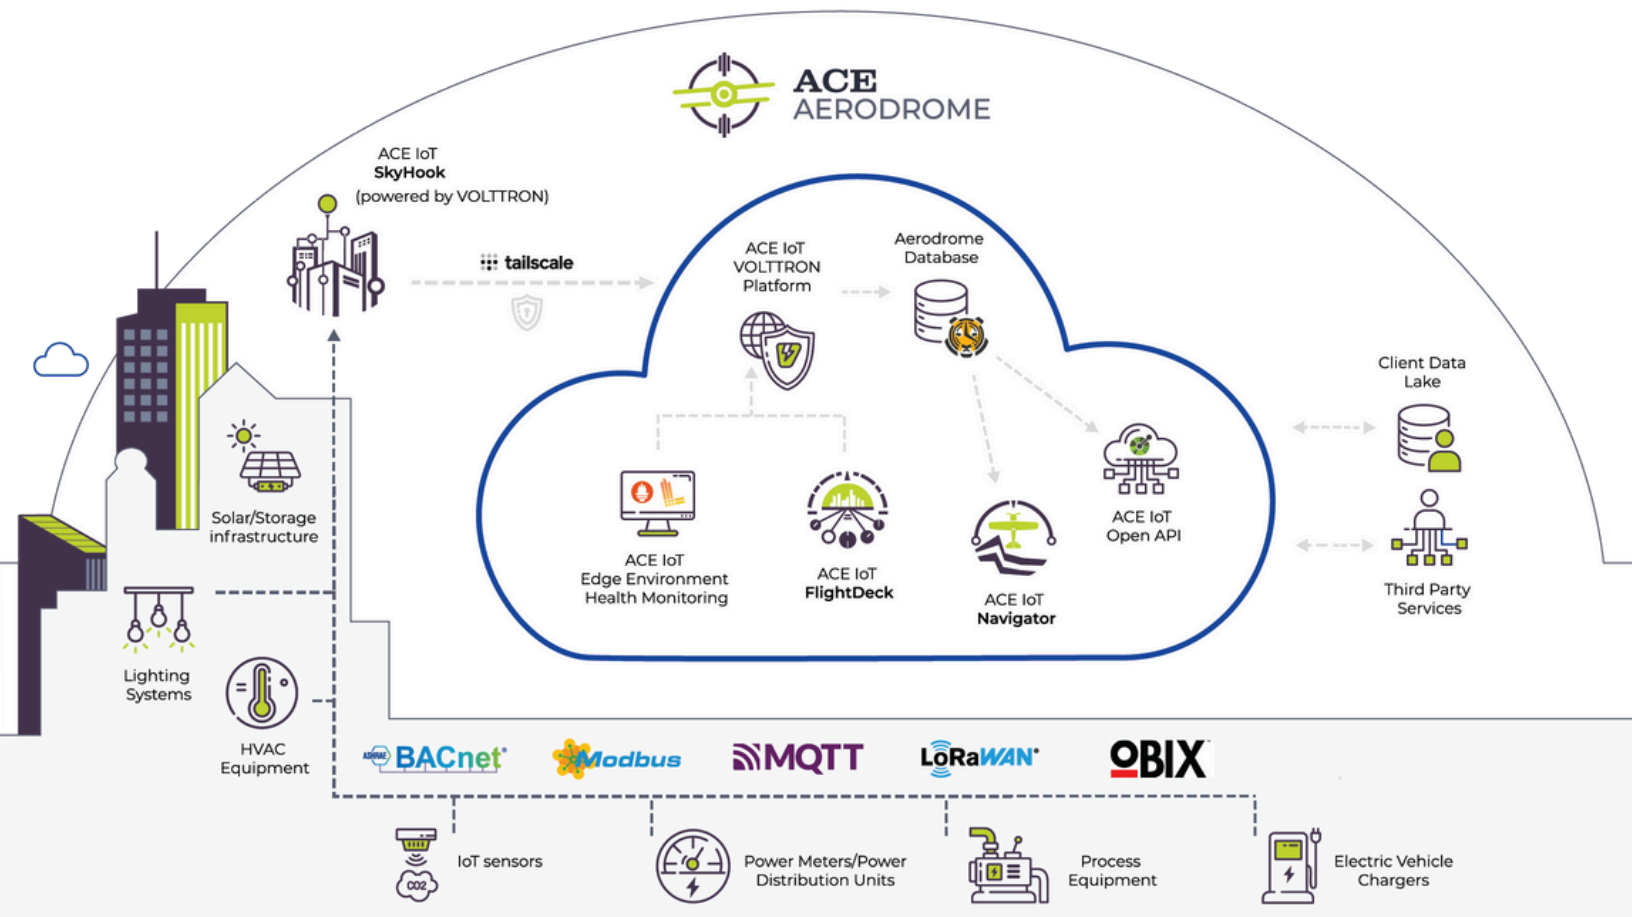 ACE
AERODROME
ACE IoT
SkyHook
(powered by VOLTTRON)
tailscale
ACE IoT
VOLTTRON
Platform
Aerodrome
Database
Client Data
Lake
Solar/Storage
infrastructure
ACE IoT
Edge Environment
Health Monitoring
ACE IoT
FlightDeck
ACE IoT
Navigator
ACE IoT
Open API
Third Party
Services
Lighting
Systems
HVAC
Equipment
ASHRAE BACnet®
Modbus
MQTT
LoRaWAN®
OBIX
CO2
IoT sensors
Power Meters/Power
Distribution Units
Process
Equipment
Electric Vehicle
Chargers